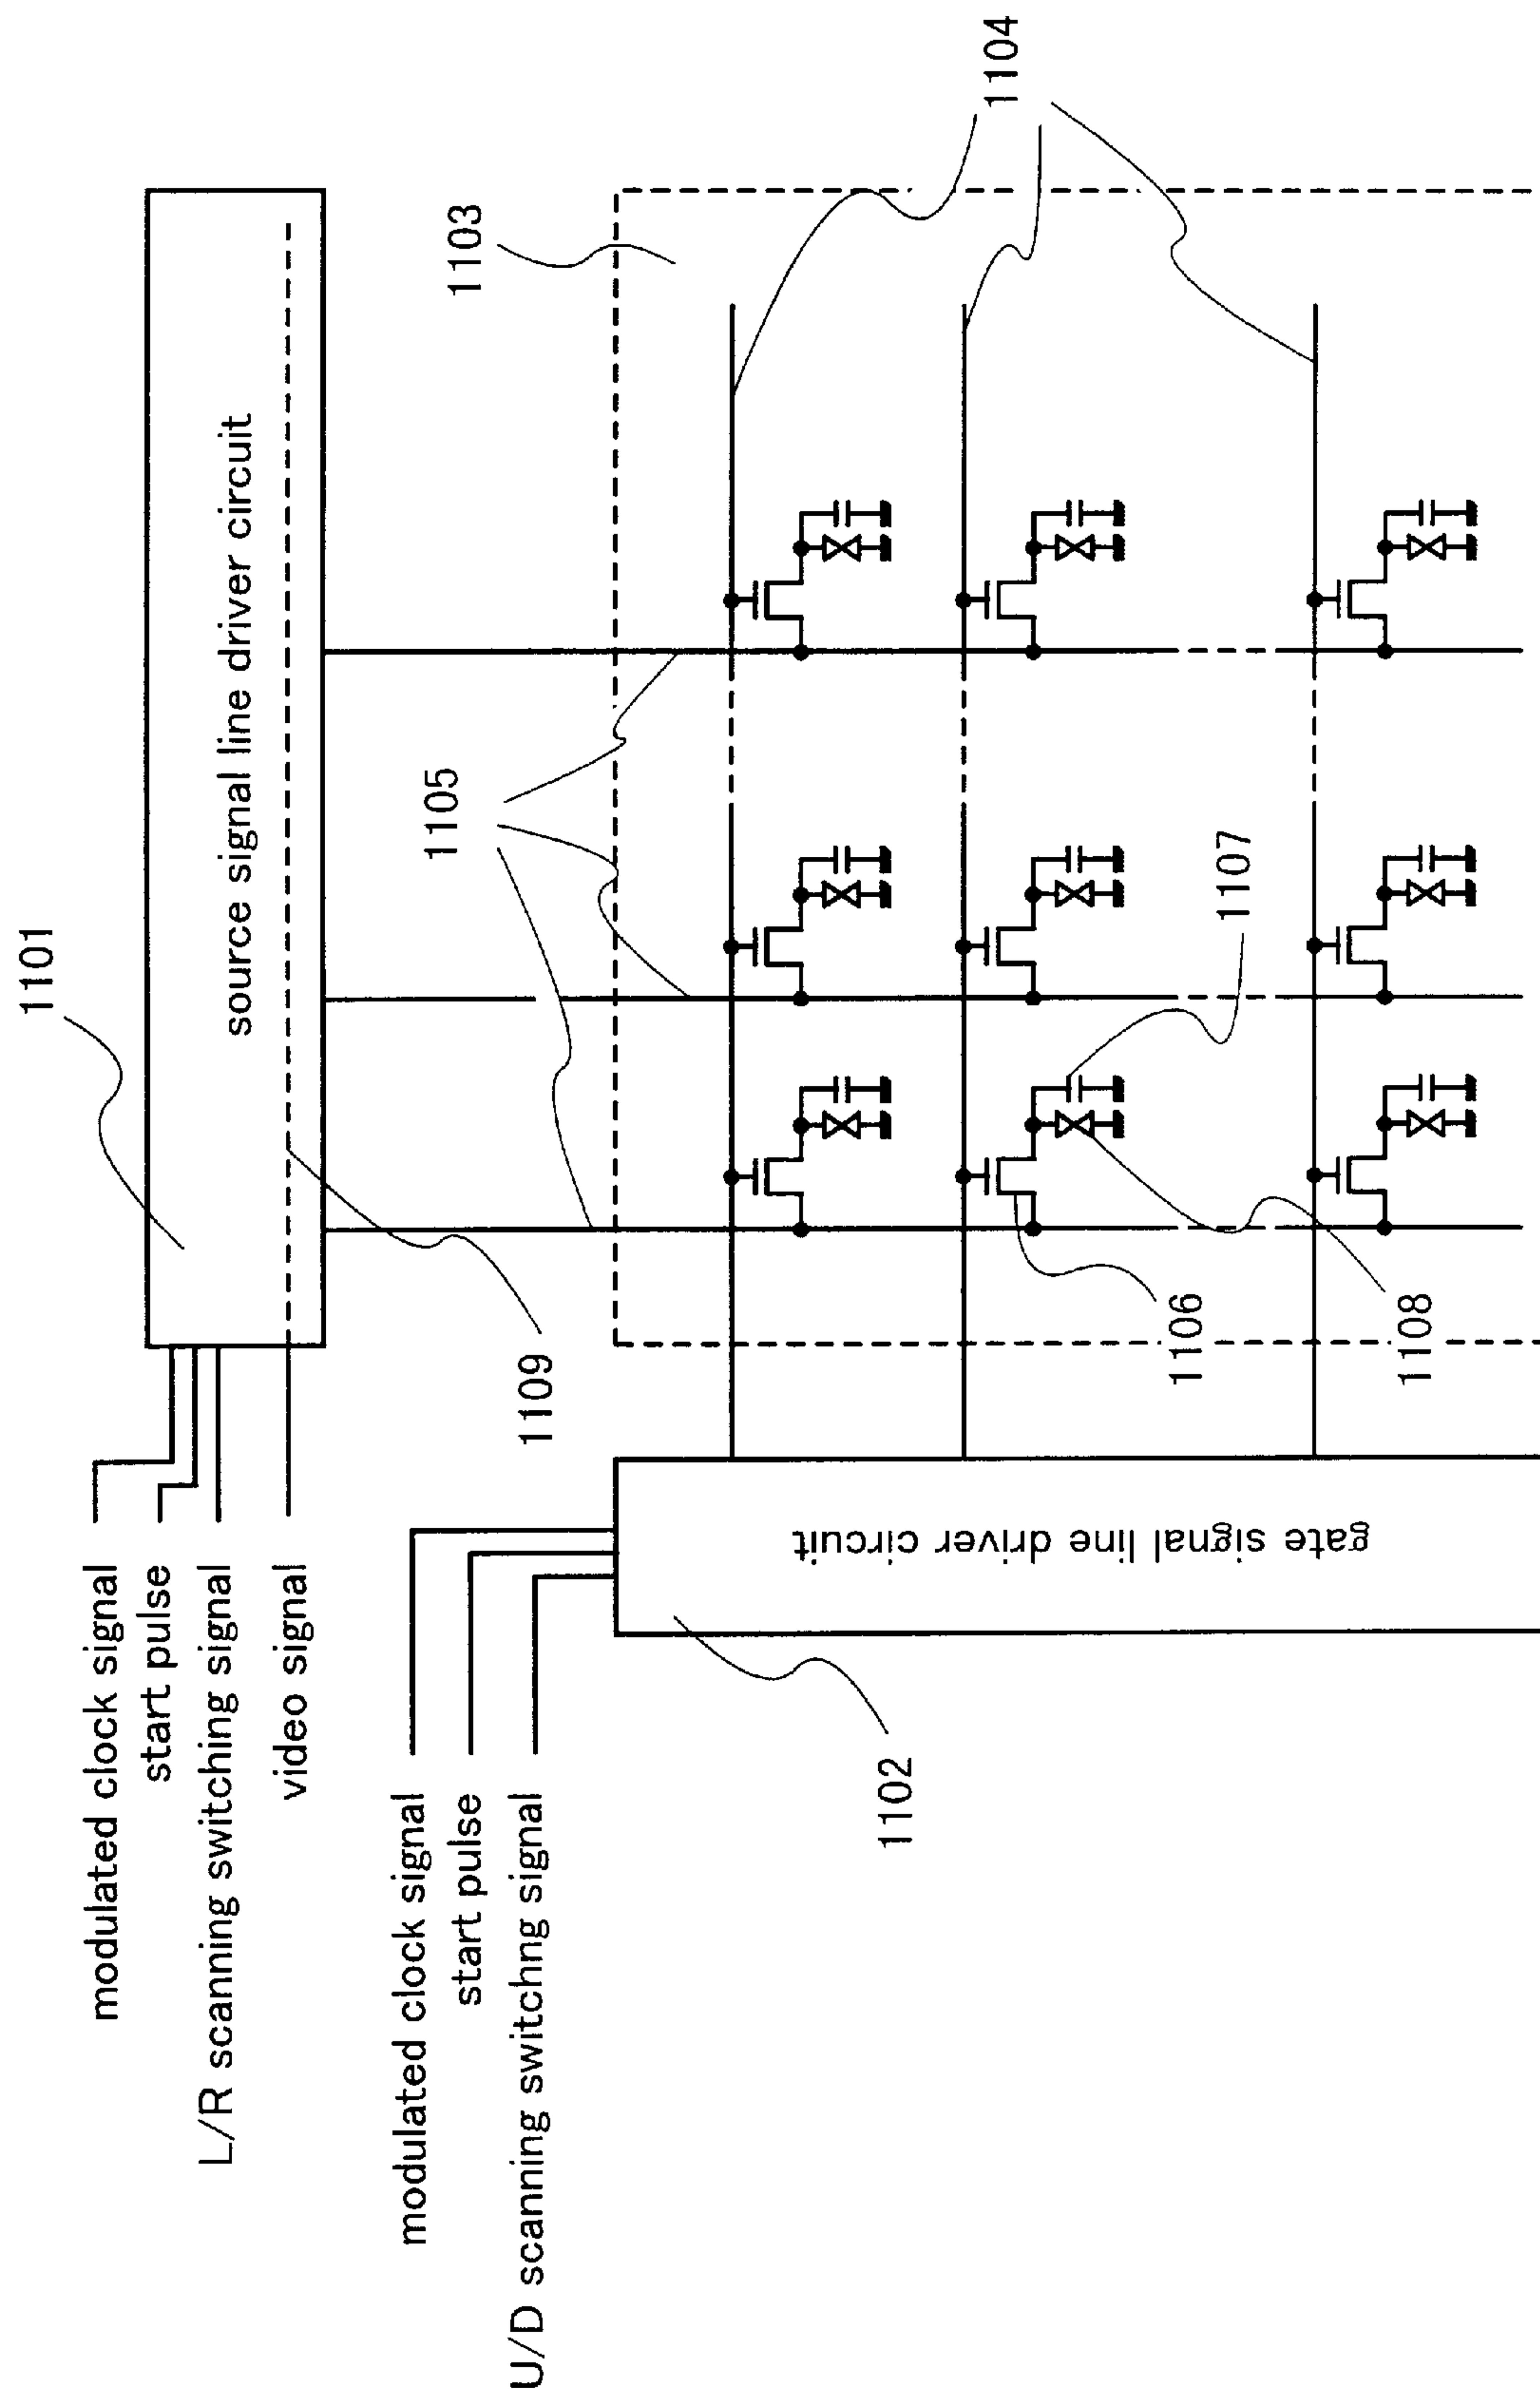 1101
source signal line driver circuit
modulated clock signal
start pulse
L/R scanning switching signal
video signal
1109
1105
1103
1104
modulated clock signal
start pulse
U/D scanning switchng signal
1102
gate signal line driver circuit
1106
1107
1108